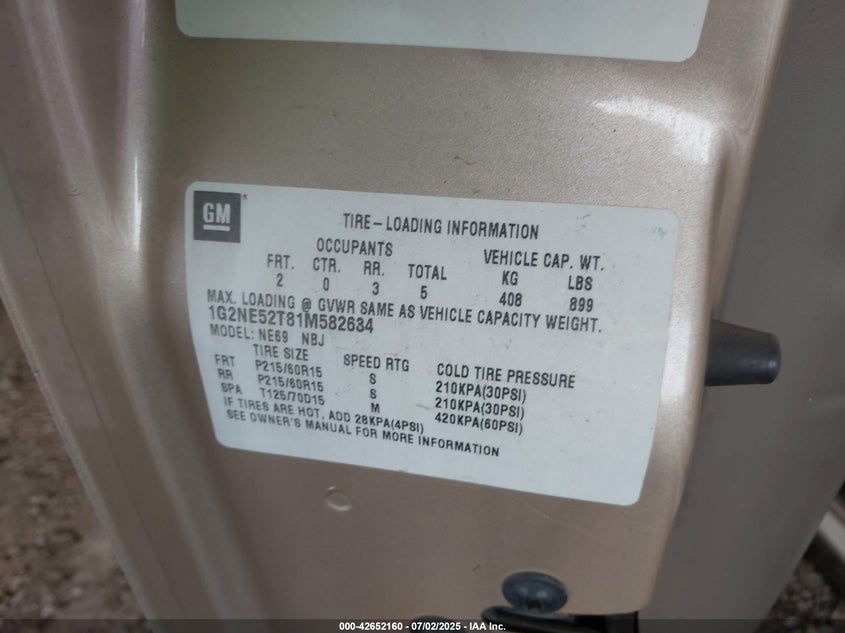 GM
TIRE-LOADING INFORMATION
OCCUPANTS VEHICLE CAP. WT.
FRT. CTR. RR. TOTAL KG LBS
2 0 3 5 408 899
MAX. LOADING @ GVWR SAME AS VEHICLE CAPACITY WEIGHT.
1G2NE52T81M582634
MODEL: NE69 NBJ
TIRE SIZE SPEED RTG COLD TIRE PRESSURE
FRT P215/60R15 S 210KPA(30PSI)
RR P215/60R15 S 210KPA(30PSI)
SPA T125/70D15 M 420KPA(60PSI)
IF TIRES ARE HOT, ADD 28KPA(4PSI)
SEE OWNER'S MANUAL FOR MORE INFORMATION
000-42652160 - 07/02/2025 - IAA Inc.